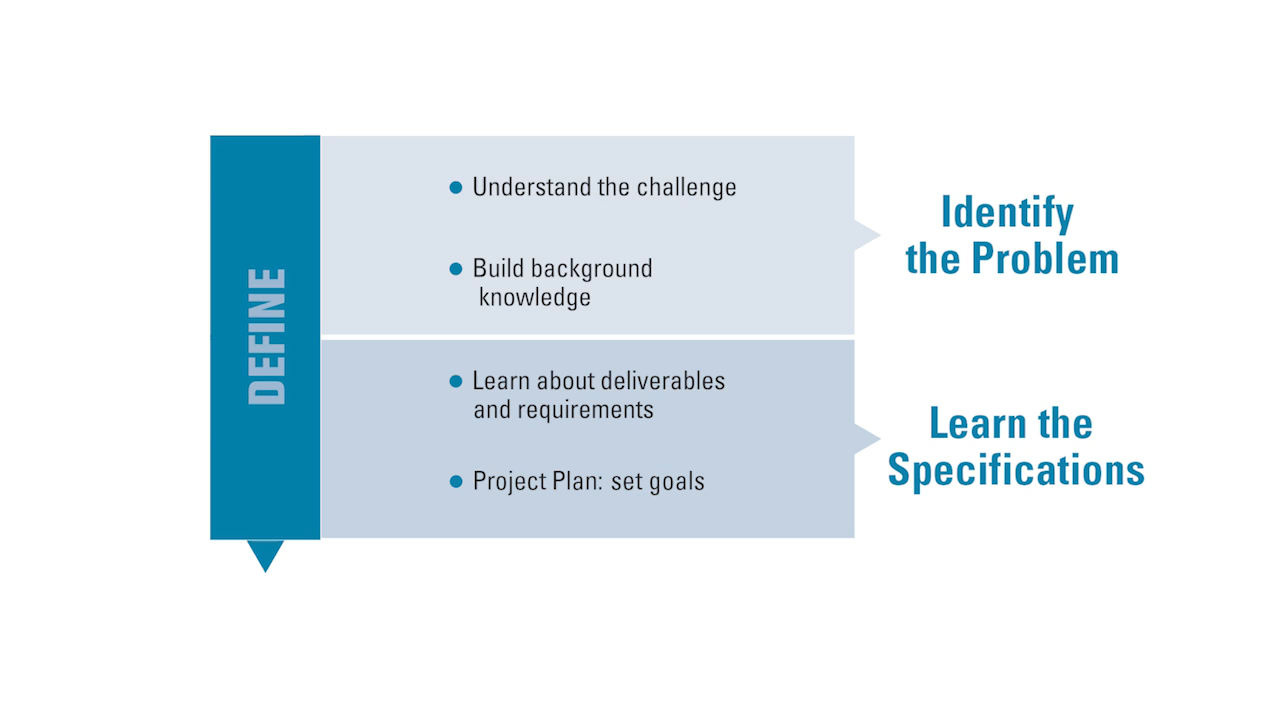 DEFINE
Understand the challenge
Build background
knowledge
Identify
the Problem
Learn about deliverables
and requirements
Project Plan: set goals
Learn the
Specifications